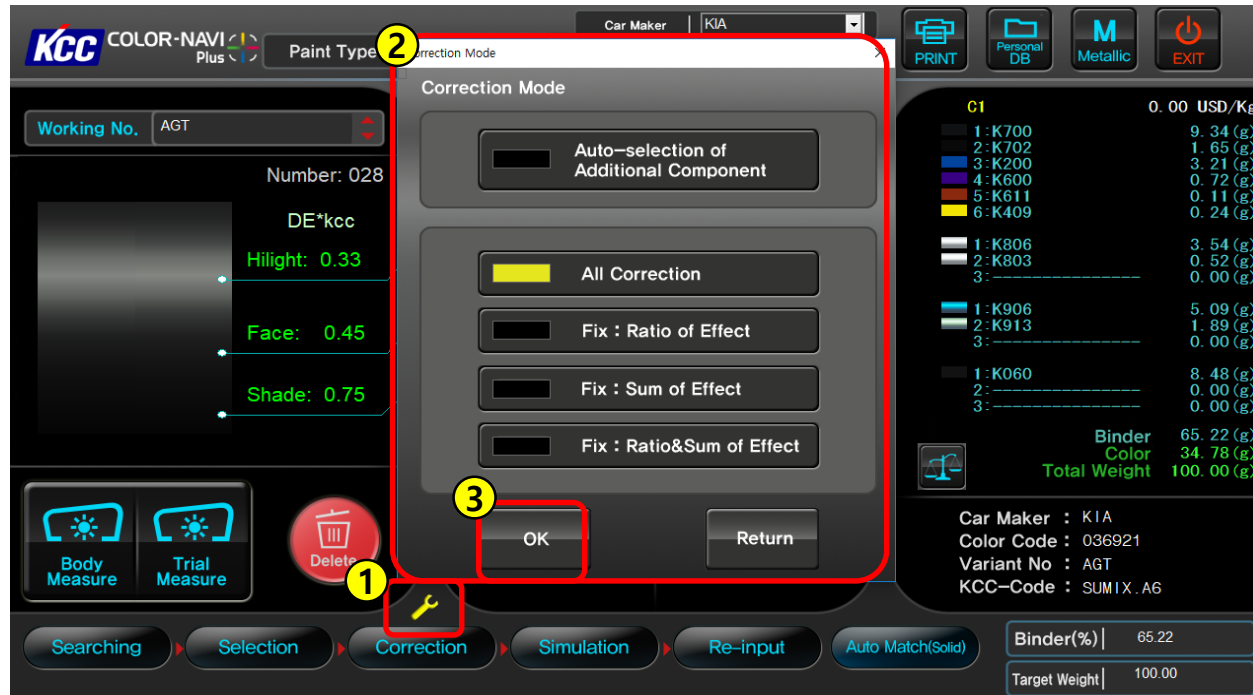 KCC COLOR-NAVI
Plus
Paint Type
Car Maker
KIA
PRINT
Personal
DB
M
Metallic
EXIT
2
Correction Mode
Correction Mode
Auto-selection of
Additional Component
All Correction
Fix : Ratio of Effect
Fix : Sum of Effect
Fix : Ratio&Sum of Effect
3
OK
Return
Working No.
AGT
Number: 028
DE*kcc
Hilight: 0.33
Face: 0.45
Shade: 0.75
Body
Measure
Trial
Measure
Delete
1
C1 0.00 USD/Kg
1:K700 9.34(g)
2:K702 1.65(g)
3:K200 3.21(g)
4:K600 0.72(g)
5:K611 0.11(g)
6:K409 0.24(g)
1:K806 3.54(g)
2:K803 0.52(g)
3:---------------- 0.00(g)
1:K906 5.09(g)
2:K913 1.89(g)
3:---------------- 0.00(g)
1:K060 8.48(g)
2:---------------- 0.00(g)
3:---------------- 0.00(g)
Binder 65.22(g)
Color 34.78(g)
Total Weight 100.00(g)
Car Maker : KIA
Color Code : 036921
Variant No : AGT
KCC-Code : SUMIX.A6
Searching
Selection
Correction
Simulation
Re-input
Auto Match(Solid)
Binder(%) 65.22
Target Weight 100.00